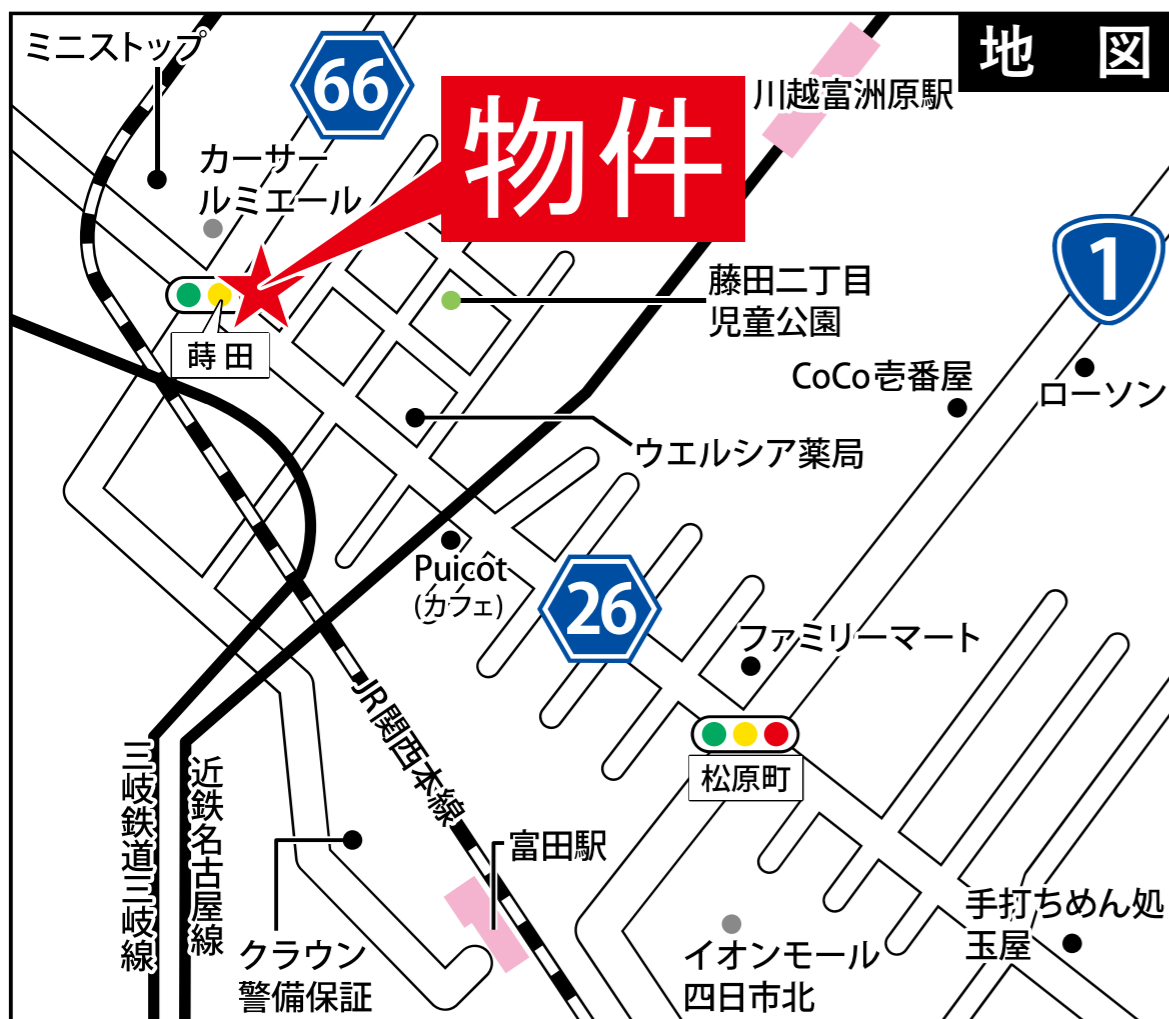 地 図
ミニストップ
66
川越富洲原駅
物件
カーサー
ルミエール
1
藤田二丁目
児童公園
蒔田
CoCo壱番屋
ローソン
ウエルシア薬局
Puicot
(カフェ)
26
ファミリーマート
JR関西本線
松原町
三岐鉄道三岐線
近鉄名古屋線
富田駅
手打ちめん処
玉屋
クラウン
警備保証
イオンモール
四日市北